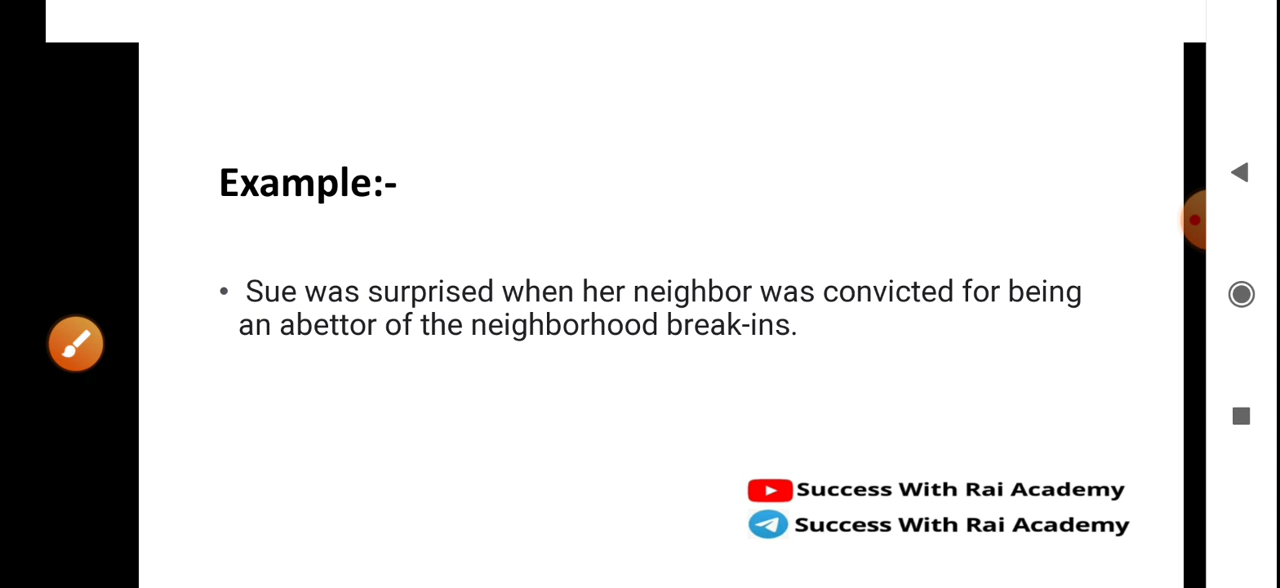 Example:-
• Sue was surprised when her neighbor was convicted for being
an abettor of the neighborhood break-ins.
Success With Rai Academy
Success With Rai Academy